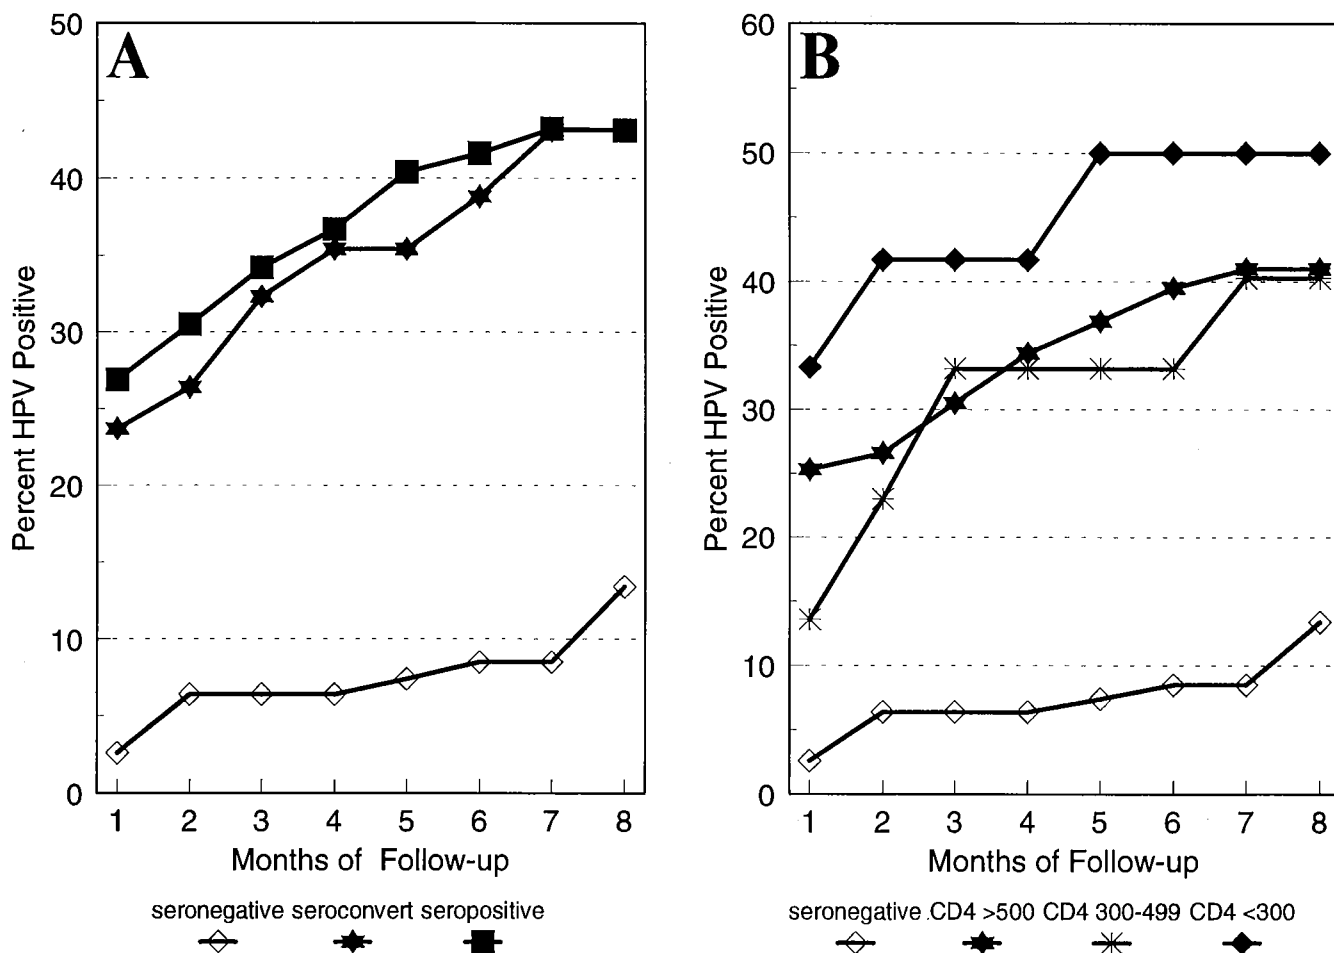 A
50
40
30
20
10
0
Percent HPV Positive
1 2 3 4 5 6 7 8
Months of Follow-up
seronegative seroconvert seropositive
B
60
50
40
30
20
10
0
Percent HPV Positive
1 2 3 4 5 6 7 8
Months of Follow-up
seronegative CD4 >500 CD4 300-499 CD4 <300